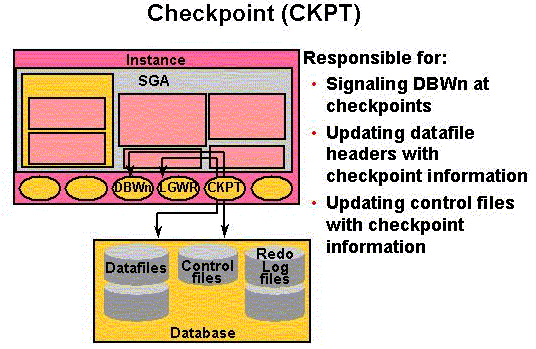 Checkpoint (CKPT)
Instance
SGA
DBWn
LGWR
CKPT
Datafiles
Control
files
Redo
Log
files
Database
Responsible for:
• Signaling DBWn at
checkpoints
• Updating datafile
headers with
checkpoint information
• Updating control files
with checkpoint
information